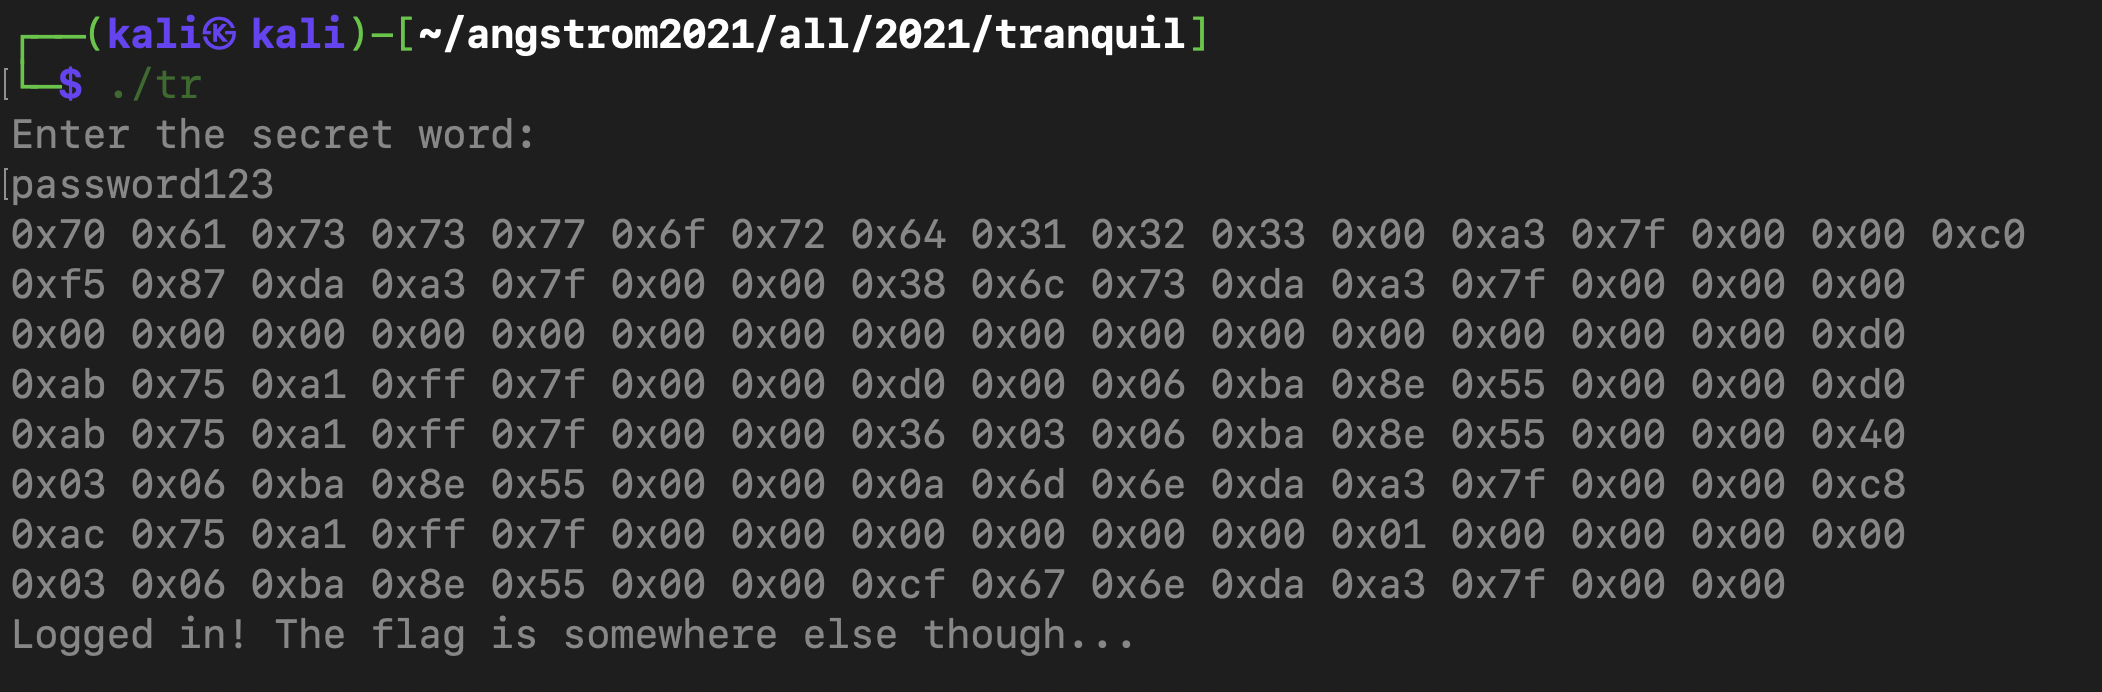 ┌──(kali㉿ kali)-[~/angstrom2021/all/2021/tranquil]
└─$ ./tr
Enter the secret word:
password123
0x70 0x61 0x73 0x73 0x77 0x6f 0x72 0x64 0x31 0x32 0x33 0x00 0xa3 0x7f 0x00 0x00 0xc0
0xf5 0x87 0xda 0xa3 0x7f 0x00 0x00 0x38 0x6c 0x73 0xda 0xa3 0x7f 0x00 0x00 0x00
0x00 0x00 0x00 0x00 0x00 0x00 0x00 0x00 0x00 0x00 0x00 0x00 0x00 0x00 0x00 0xd0
0xab 0x75 0xa1 0xff 0x7f 0x00 0x00 0xd0 0x00 0x06 0xba 0x8e 0x55 0x00 0x00 0xd0
0xab 0x75 0xa1 0xff 0x7f 0x00 0x00 0x36 0x03 0x06 0xba 0x8e 0x55 0x00 0x00 0x40
0x03 0x06 0xba 0x8e 0x55 0x00 0x00 0x0a 0x6d 0x6e 0xda 0xa3 0x7f 0x00 0x00 0xc8
0xac 0x75 0xa1 0xff 0x7f 0x00 0x00 0x00 0x00 0x00 0x00 0x01 0x00 0x00 0x00 0x00
0x03 0x06 0xba 0x8e 0x55 0x00 0x00 0xcf 0x67 0x6e 0xda 0xa3 0x7f 0x00 0x00
Logged in! The flag is somewhere else though...